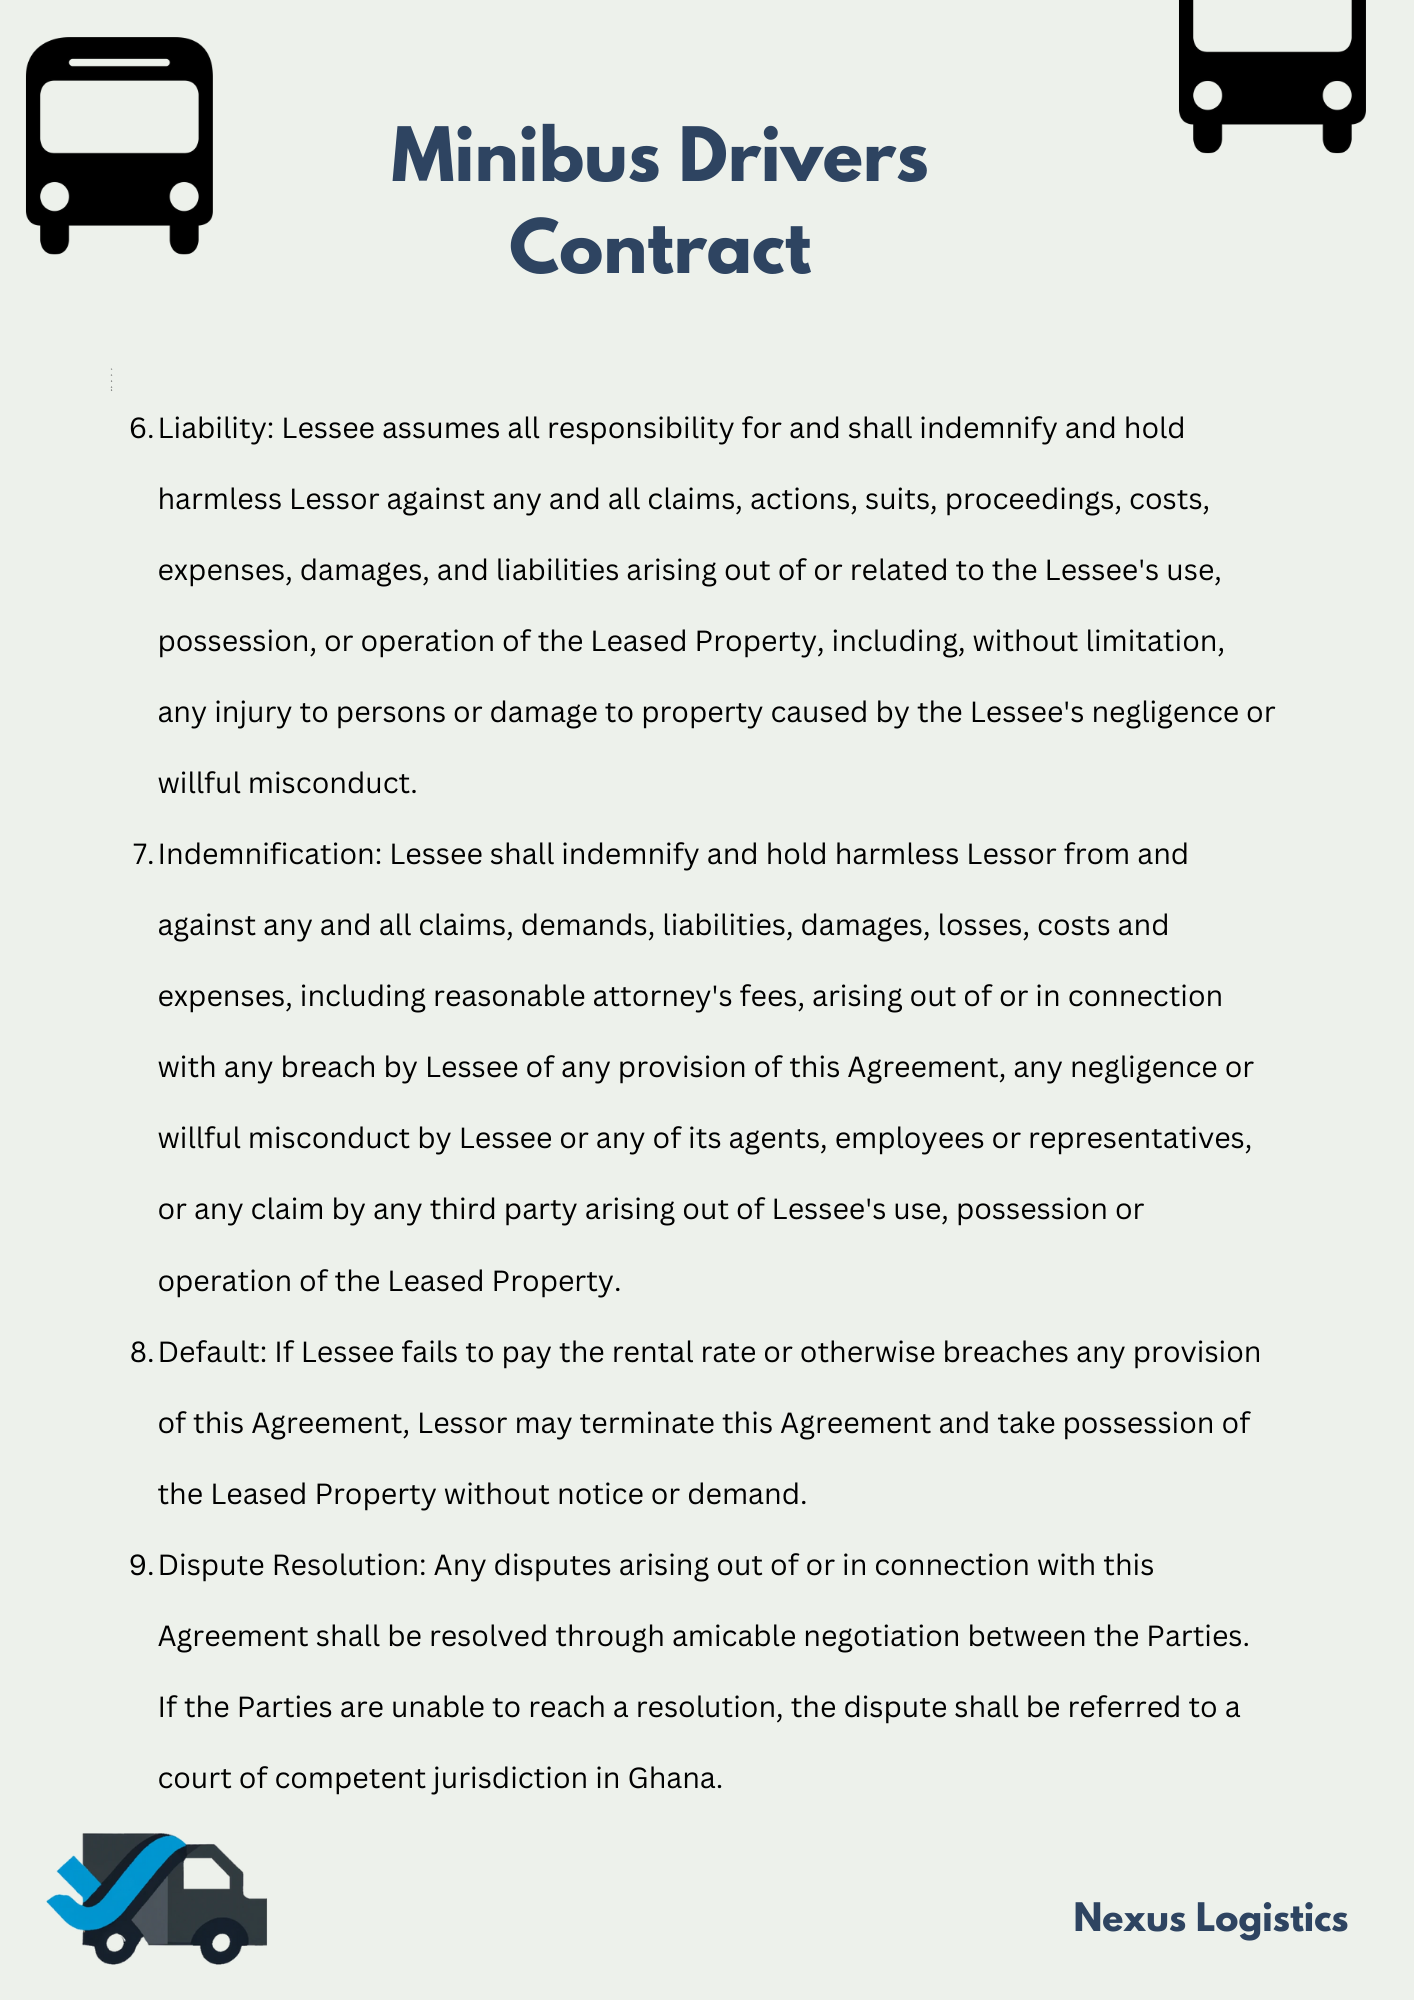 Minibus Drivers
Contract
6. Liability: Lessee assumes all responsibility for and shall indemnify and hold
harmless Lessor against any and all claims, actions, suits, proceedings, costs,
expenses, damages, and liabilities arising out of or related to the Lessee's use,
possession, or operation of the Leased Property, including, without limitation,
any injury to persons or damage to property caused by the Lessee's negligence or
willful misconduct.
7. Indemnification: Lessee shall indemnify and hold harmless Lessor from and
against any and all claims, demands, liabilities, damages, losses, costs and
expenses, including reasonable attorney's fees, arising out of or in connection
with any breach by Lessee of any provision of this Agreement, any negligence or
willful misconduct by Lessee or any of its agents, employees or representatives,
or any claim by any third party arising out of Lessee's use, possession or
operation of the Leased Property.
8. Default: If Lessee fails to pay the rental rate or otherwise breaches any provision
of this Agreement, Lessor may terminate this Agreement and take possession of
the Leased Property without notice or demand.
9. Dispute Resolution: Any disputes arising out of or in connection with this
Agreement shall be resolved through amicable negotiation between the Parties.
If the Parties are unable to reach a resolution, the dispute shall be referred to a
court of competent jurisdiction in Ghana.
Nexus Logistics